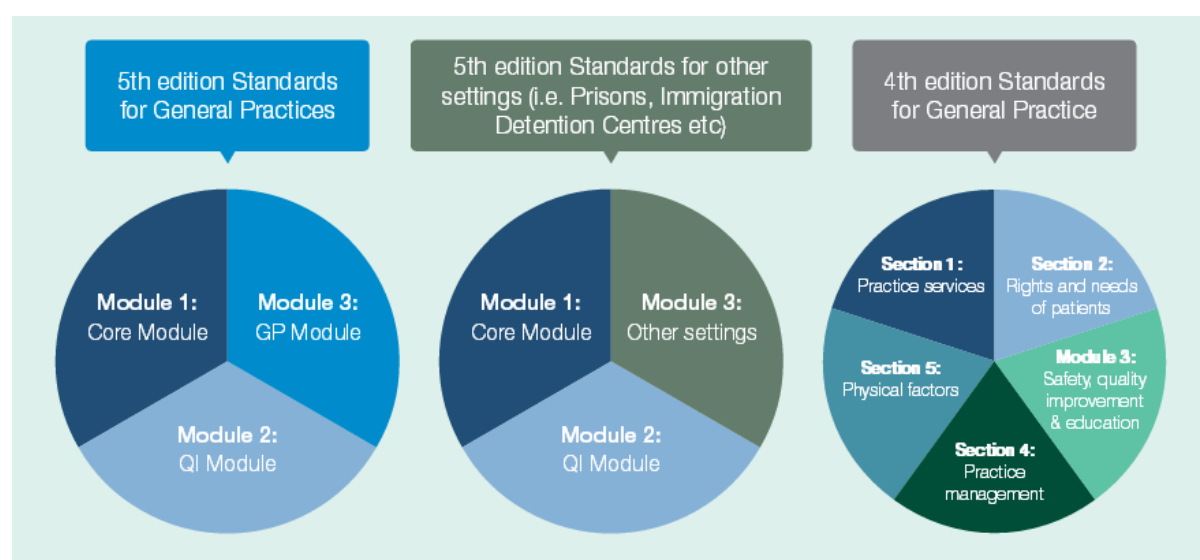 5th edition Standards
for General Practices
5th edition Standards for other
settings (i.e. Prisons, Immigration
Detention Centres etc)
4th edition Standards
for General Practice
Module 1:
Core Module
Module 3:
GP Module
Module 2:
QI Module
Module 1:
Core Module
Module 3:
Other settings
Module 2:
QI Module
Section 1:
Practice services
Section 2:
Rights and needs
of patients
Module 3:
Safety, quality
improvement
& education
Section 4:
Practice
management
Section 5:
Physical factors